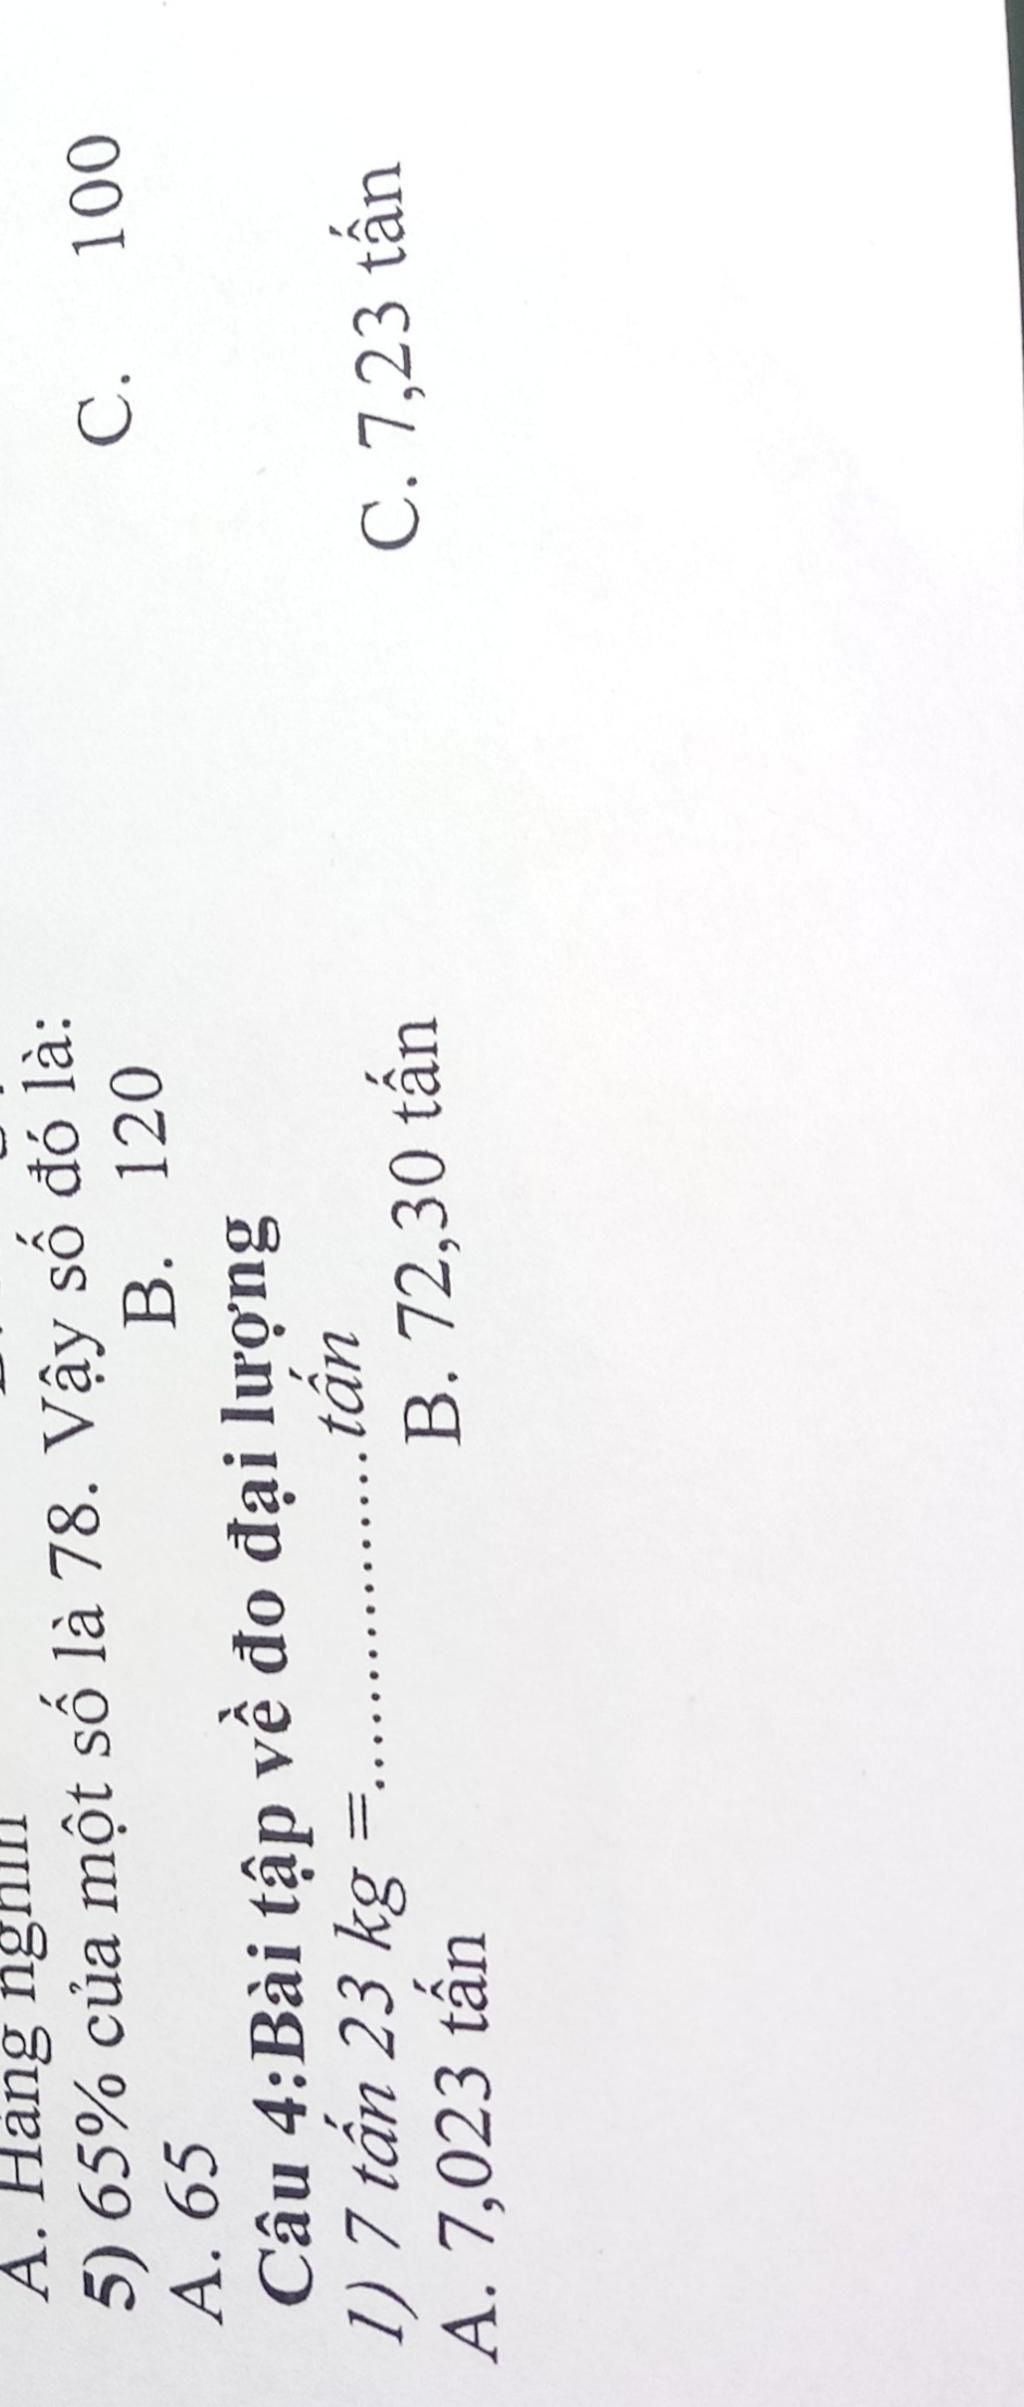 A. Hàng nghìn
5) 65% của một số là 78. Vậy số đó là:
A. 65 B. 120 C. 100
Câu 4:Bài tập về đo đại lượng
1) 7 tấn 23 kg =....................tấn
A. 7,023 tấn B. 72,30 tấn C. 7,23 tấn